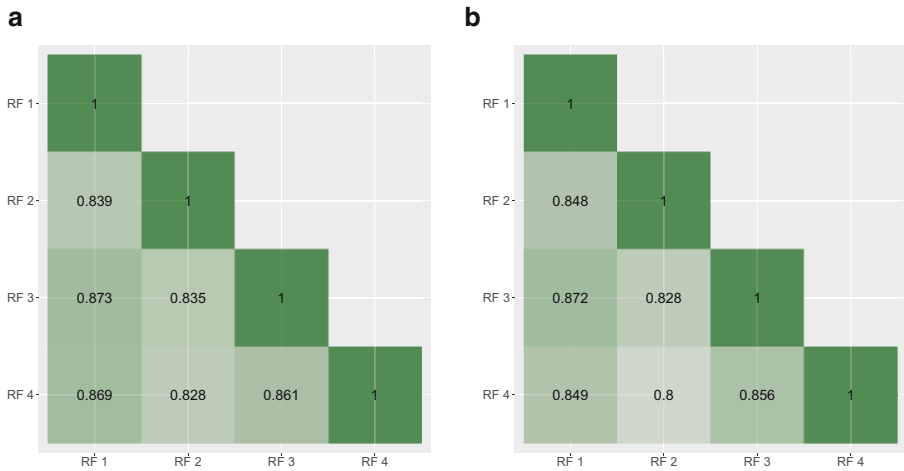 a b
RF 1 1 RF 1 1
RF 2 0.839 1 RF 2 0.848 1
RF 3 0.873 0.835 1 RF 3 0.872 0.828 1
RF 4 0.869 0.828 0.861 1 RF 4 0.849 0.8 0.856 1
RF 1 RF 2 RF 3 RF 4 RF 1 RF 2 RF 3 RF 4